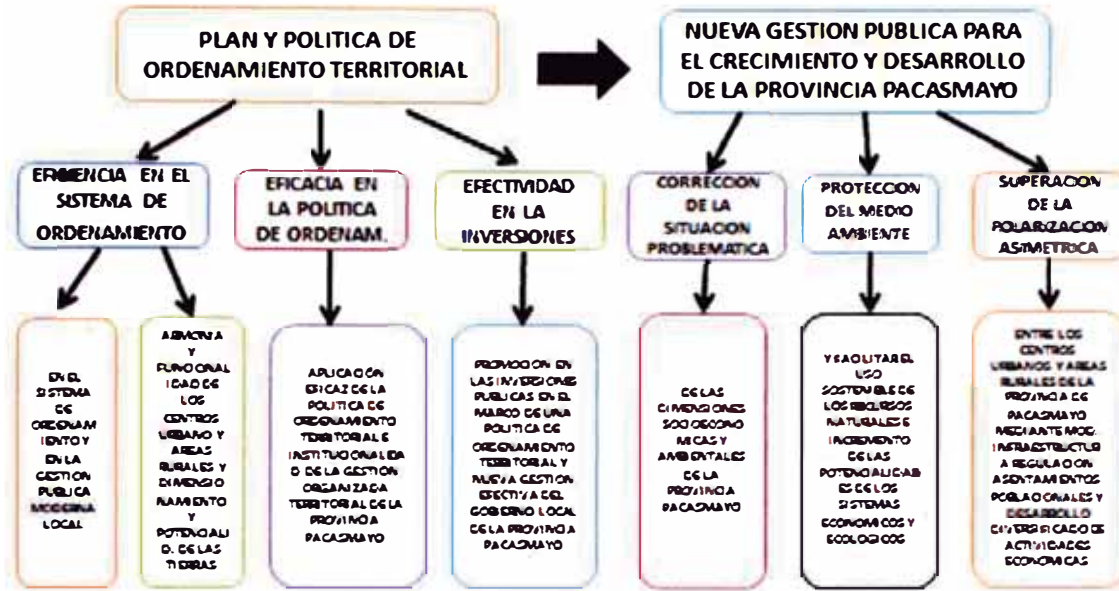 PLAN Y POLITICA DE
ORDENAMIENTO TERRITORIAL
NUEVA GESTION PUBLICA PARA
EL CRECIMIENTO Y DESARROLLO
DE LA PROVINCIA PACASMAYO
EFICIENCIA EN EL
SISTEMA DE
ORDENAMIENTO
EFICACIA EN
LA POLITICA
DE ORDENAM.
EFECTIVIDAD
EN LA
INVERSIONES
CORRECCION
DE LA
SITUACION
PROBLEMATICA
PROTECCION
DEL MEDIO
AMBIENTE
SUPERACION
DE LA
POLARIZACION
ASIMETRICA
EN EL
SISTEMA
DE
ORDENAM
IENTO Y
EN LA
GESTION
PUBLICA
MODERNA
LOCAL
ARMONIA
Y
FUNCIONAL
IDAD DE
LOS
CENTROS
URBANO Y
AREAS
RURALES Y
DIMENSIO
NAMIENTO
Y
POTENCIALI
D. DE LAS
TIERRAS
APLICACIÓN
EFICAZ DE LA
POLITICA DE
ORDENAMIENTO
TERRITORIAL E
INSTITUCIONALIDA
D. DE LA GESTION
ORGANIZADA
TERRITORIAL DE LA
PROVINCIA
PACASMAYO
PROMOCION EN
LAS INVERSIONES
PUBLICAS EN EL
MARCO DE UNA
POLITICA DE
ORDENAMIENTO
TERRITORIAL Y
NUEVA GESTION
EFECTIVA DEL
GOBIERNO LOCAL
DE LA PROVINCIA
PACASMAYO
DE LAS
DIMENSIONES
SOCIOECONO
MICAS Y
AMBIENTALES
DE LA
PROVINCIA
PACASMAYO
Y FACILITAR EL
USO
SOSTENIBLE DE
LOS RECURSOS
NATURALES E
INCREMENTO
DE LAS
POTENCIALIDAD
ES DE LOS
SISTEMAS
ECONOMICOS Y
ECOLOGICOS
ENTRE LOS
CENTROS
URBANOS Y AREAS
RURALES DE LA
PROVINCIA DE
PACASMAYO
MEDIANTE MOD.
INFRAESTRUCTUR
A REGULACION
ASENTAMIENTOS
POBLACIONALES Y
DESARROLLO
DIVERSIFICADO DE
ACTIVIDADES
ECONOMICAS